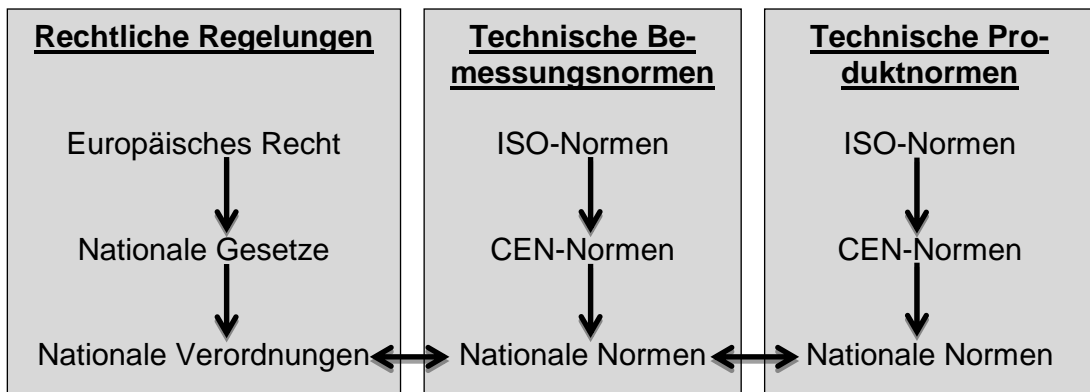 Rechtliche Regelungen
Europäisches Recht
Nationale Gesetze
Nationale Verordnungen
Technische Be-
messungsnormen
ISO-Normen
CEN-Normen
Nationale Normen
Technische Pro-
duktnormen
ISO-Normen
CEN-Normen
Nationale Normen